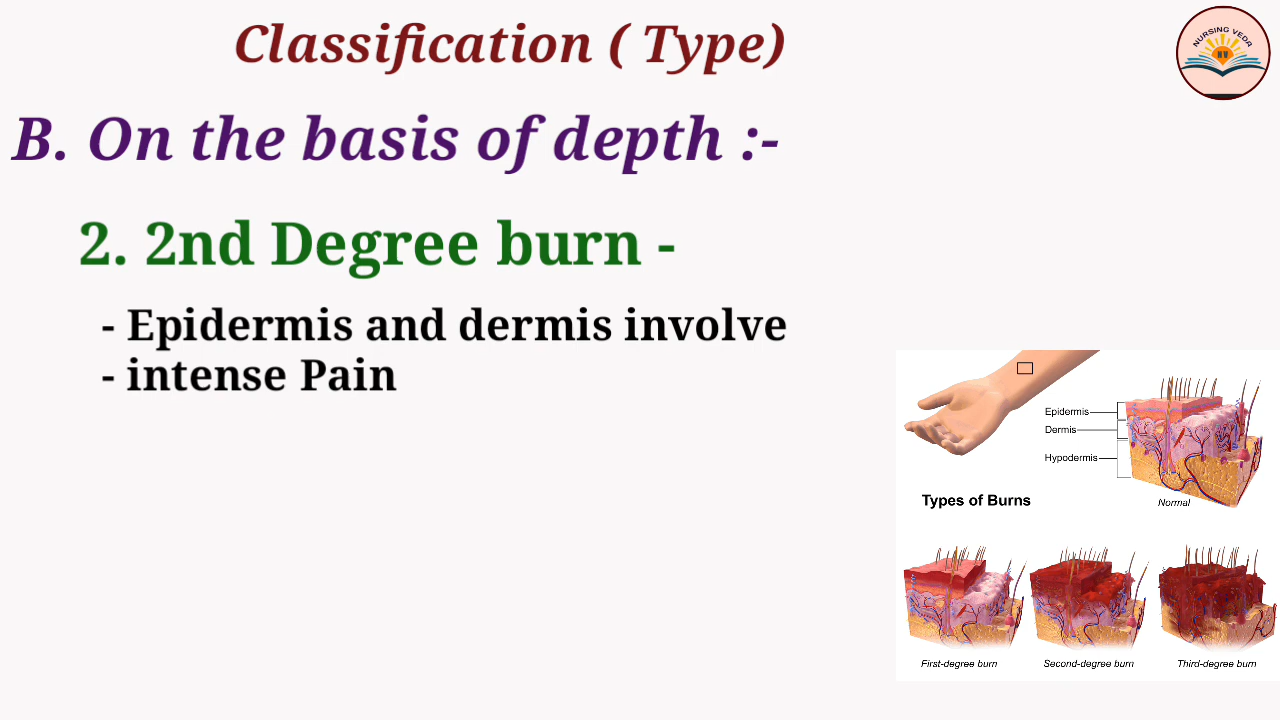 Classification ( Type)
NURSING VEDA
NV
B. On the basis of depth :-
2. 2nd Degree burn -
- Epidermis and dermis involve
- intense Pain
Epidermis
Dermis
Hypodermis
Types of Burns
Normal
First-degree burn
Second-degree burn
Third-degree burn